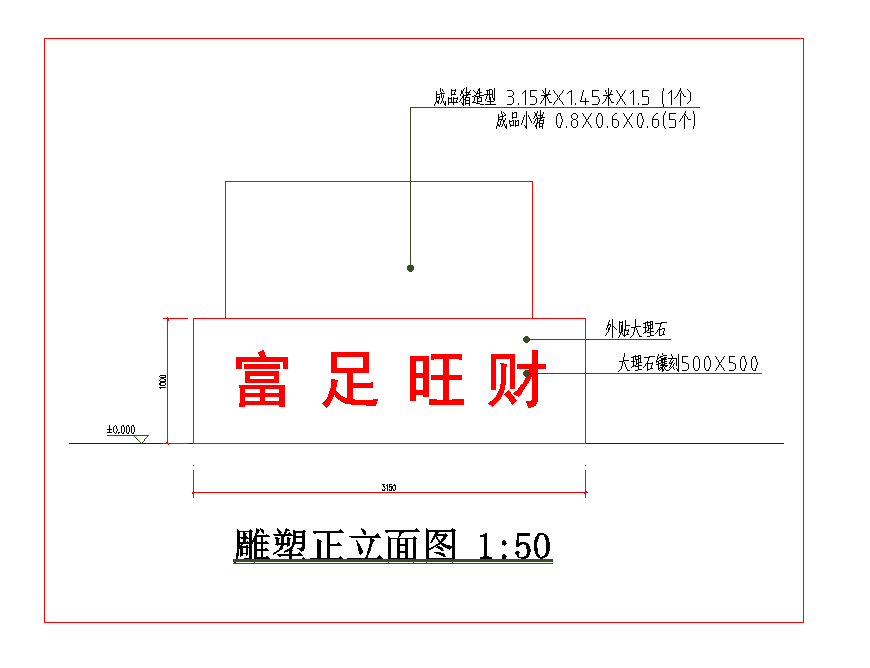 成品猪造型 3.15米X1.45米X1.5 (1个)
成品小猪 0.8X0.6X0.6(5个)
外贴大理石
富足旺财
大理石镶刻500X500
1000
±0.000
3150
雕塑正立面图 1:50